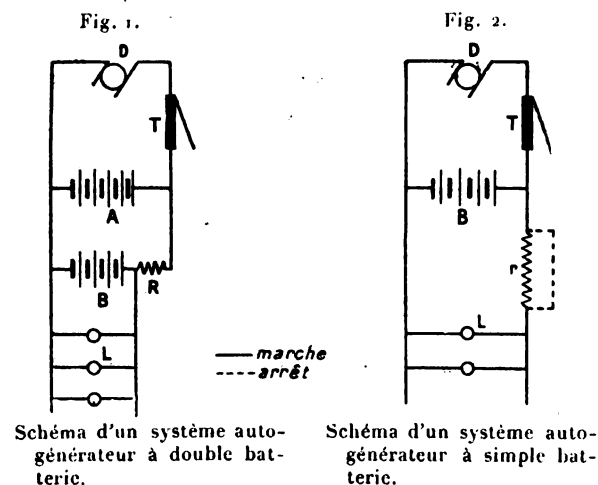 Fig. 1.
D
T
A
B
R
L
Schéma d'un système auto-
générateur à double bat-
terie.
Fig. 2.
D
T
B
r
L
marche
arrêt
Schéma d'un système auto-
générateur à simple bat-
terie.